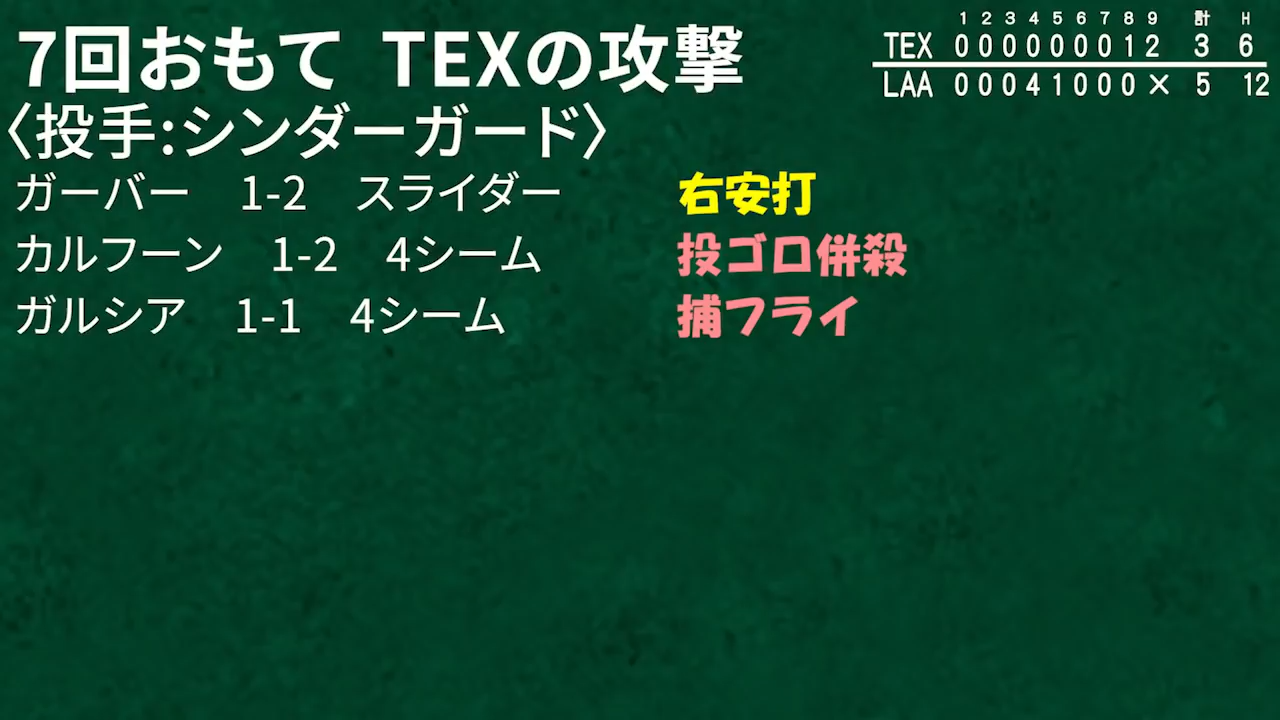 7回おもて TEXの攻撃
1 2 3 4 5 6 7 8 9 計 H
TEX 0 0 0 0 0 0 0 1 2 3 6
LAA 0 0 0 4 1 0 0 0 × 5 12
〈投手:シンダーガード〉
ガーバー 1-2 スライダー 右安打
カルフーン 1-2 4シーム 投ゴロ併殺
ガルシア 1-1 4シーム 捕フライ